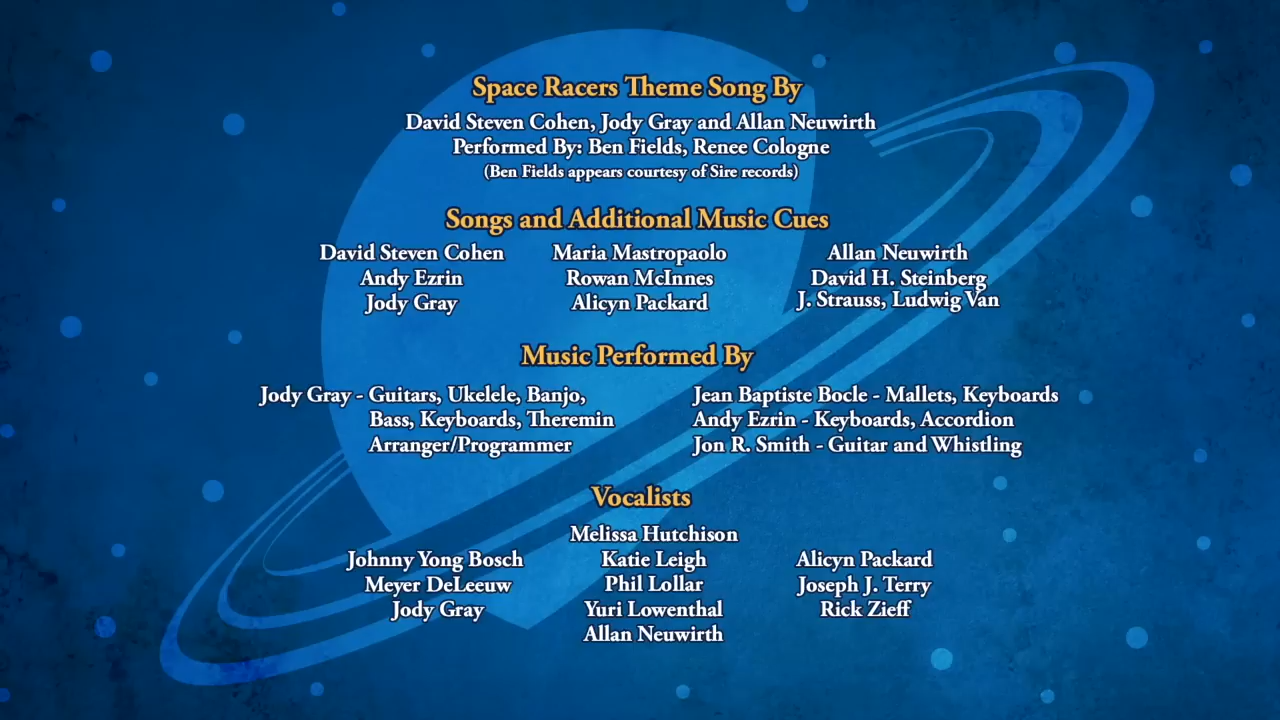 Space Racers Theme Song By
David Steven Cohen, Jody Gray and Allan Neuwirth
Performed By: Ben Fields, Renee Cologne
(Ben Fields appears courtesy of Sire records)
Songs and Additional Music Cues
David Steven Cohen
Andy Ezrin
Jody Gray
Maria Mastropaolo
Rowan McInnes
Alicyn Packard
Allan Neuwirth
David H. Steinberg
J. Strauss, Ludwig Van
Music Performed By
Jody Gray - Guitars, Ukelele, Banjo,
Bass, Keyboards, Theremin
Arranger/Programmer
Jean Baptiste Bocle - Mallets, Keyboards
Andy Ezrin - Keyboards, Accordion
Jon R. Smith - Guitar and Whistling
Vocalists
Johnny Yong Bosch
Meyer DeLeeuw
Jody Gray
Melissa Hutchison
Katie Leigh
Phil Lollar
Yuri Lowenthal
Allan Neuwirth
Alicyn Packard
Joseph J. Terry
Rick Zieff